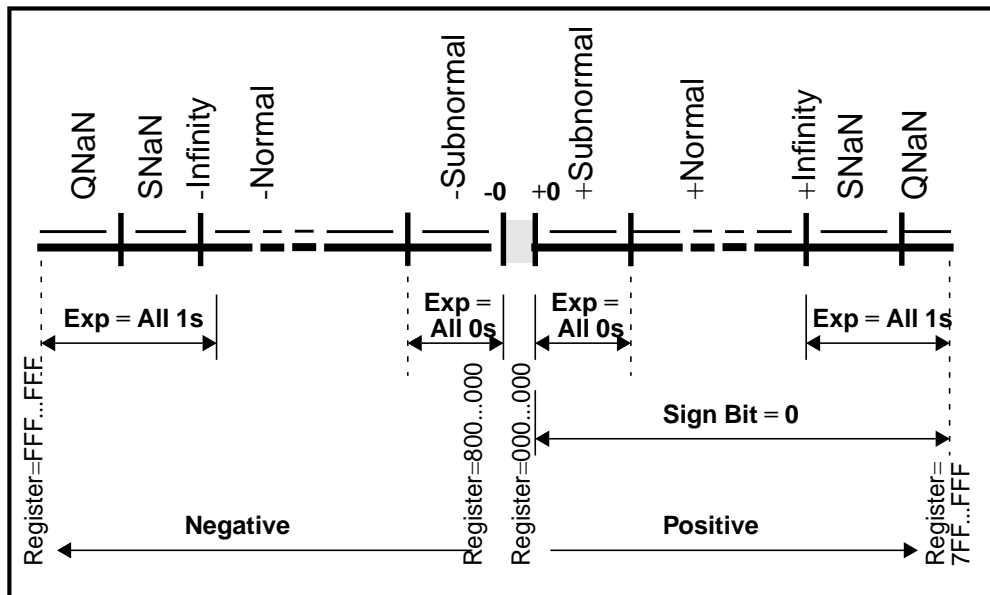 QNaN
SNaN
-Infinity
-Normal
-Subnormal
-0
+0
+Subnormal
+Normal
+Infinity
SNaN
QNaN
Exp = All 1s
Exp =
All 0s
Exp =
All 0s
Exp = All 1s
Sign Bit = 0
Register=FFF...FFF
Register=800...000
Register=000...000
Register=
7FF...FFF
Negative
Positive